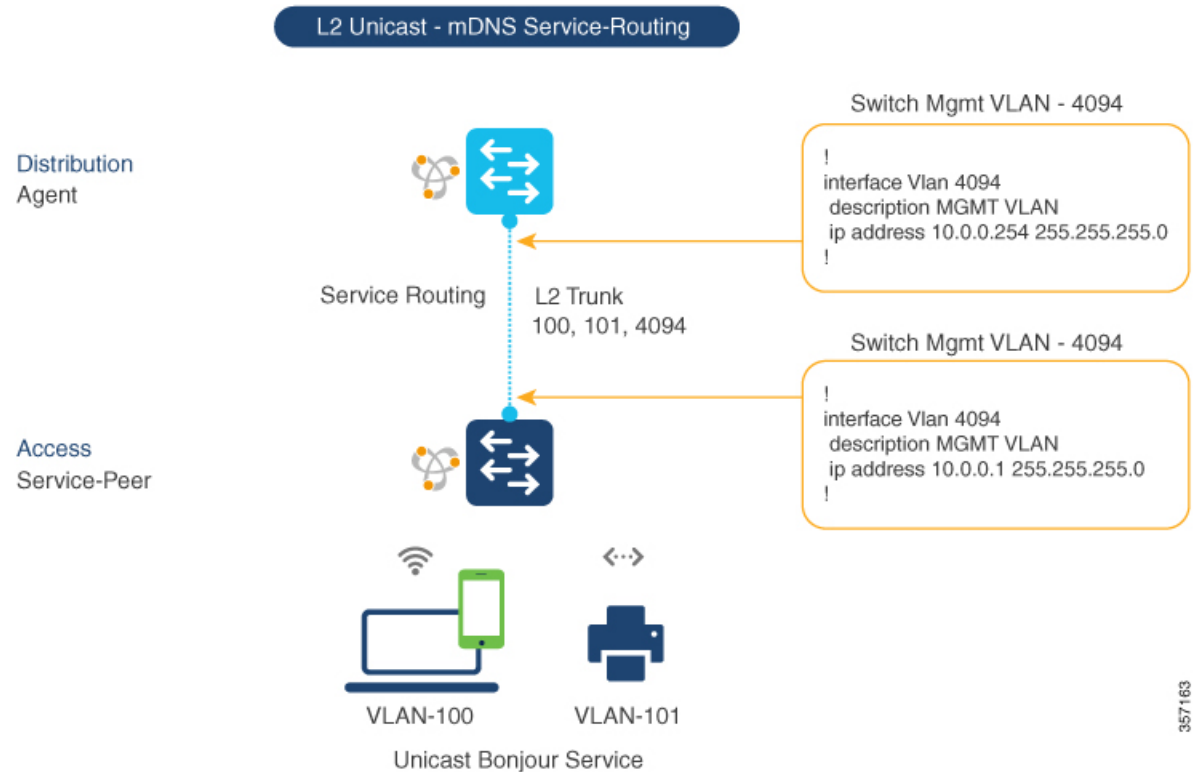 L2 Unicast - mDNS Service-Routing
Switch Mgmt VLAN - 4094
!
interface Vlan 4094
description MGMT VLAN
ip address 10.0.0.254 255.255.255.0
!
Distribution
Agent
Service Routing
L2 Trunk
100, 101, 4094
Switch Mgmt VLAN - 4094
!
interface Vlan 4094
description MGMT VLAN
ip address 10.0.0.1 255.255.255.0
!
Access
Service-Peer
VLAN-100
VLAN-101
Unicast Bonjour Service
357163